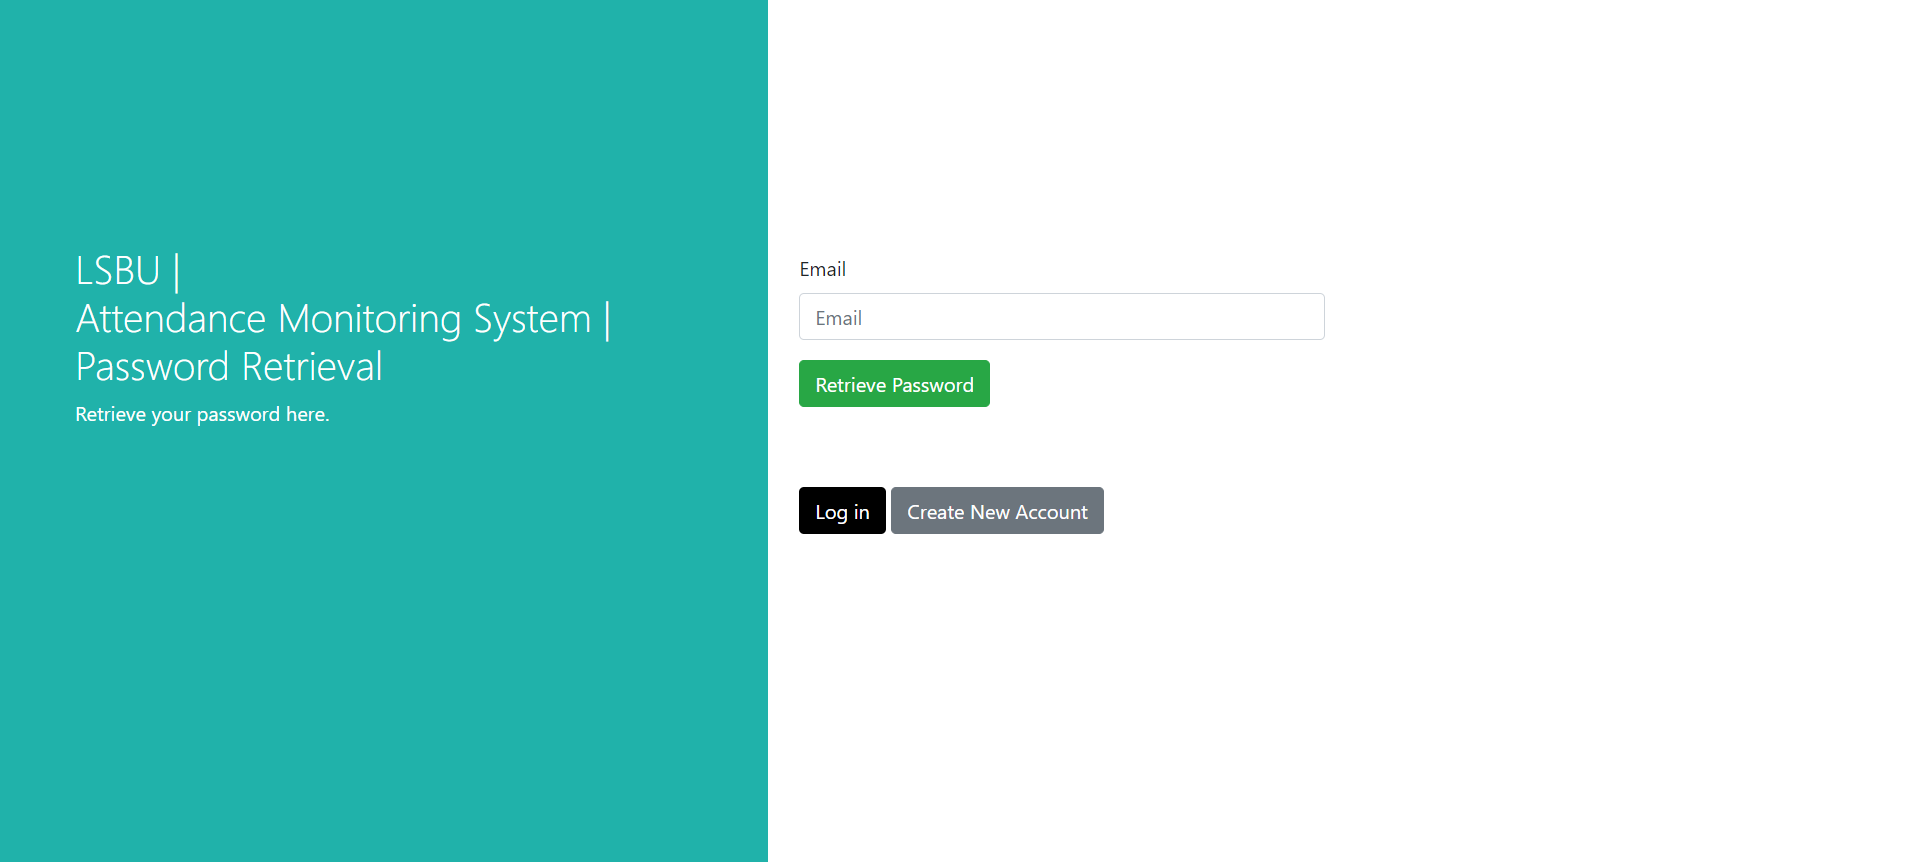 LSBU |
Attendance Monitoring System |
Password Retrieval
Retrieve your password here.
Email
Email
Retrieve Password
Log in
Create New Account